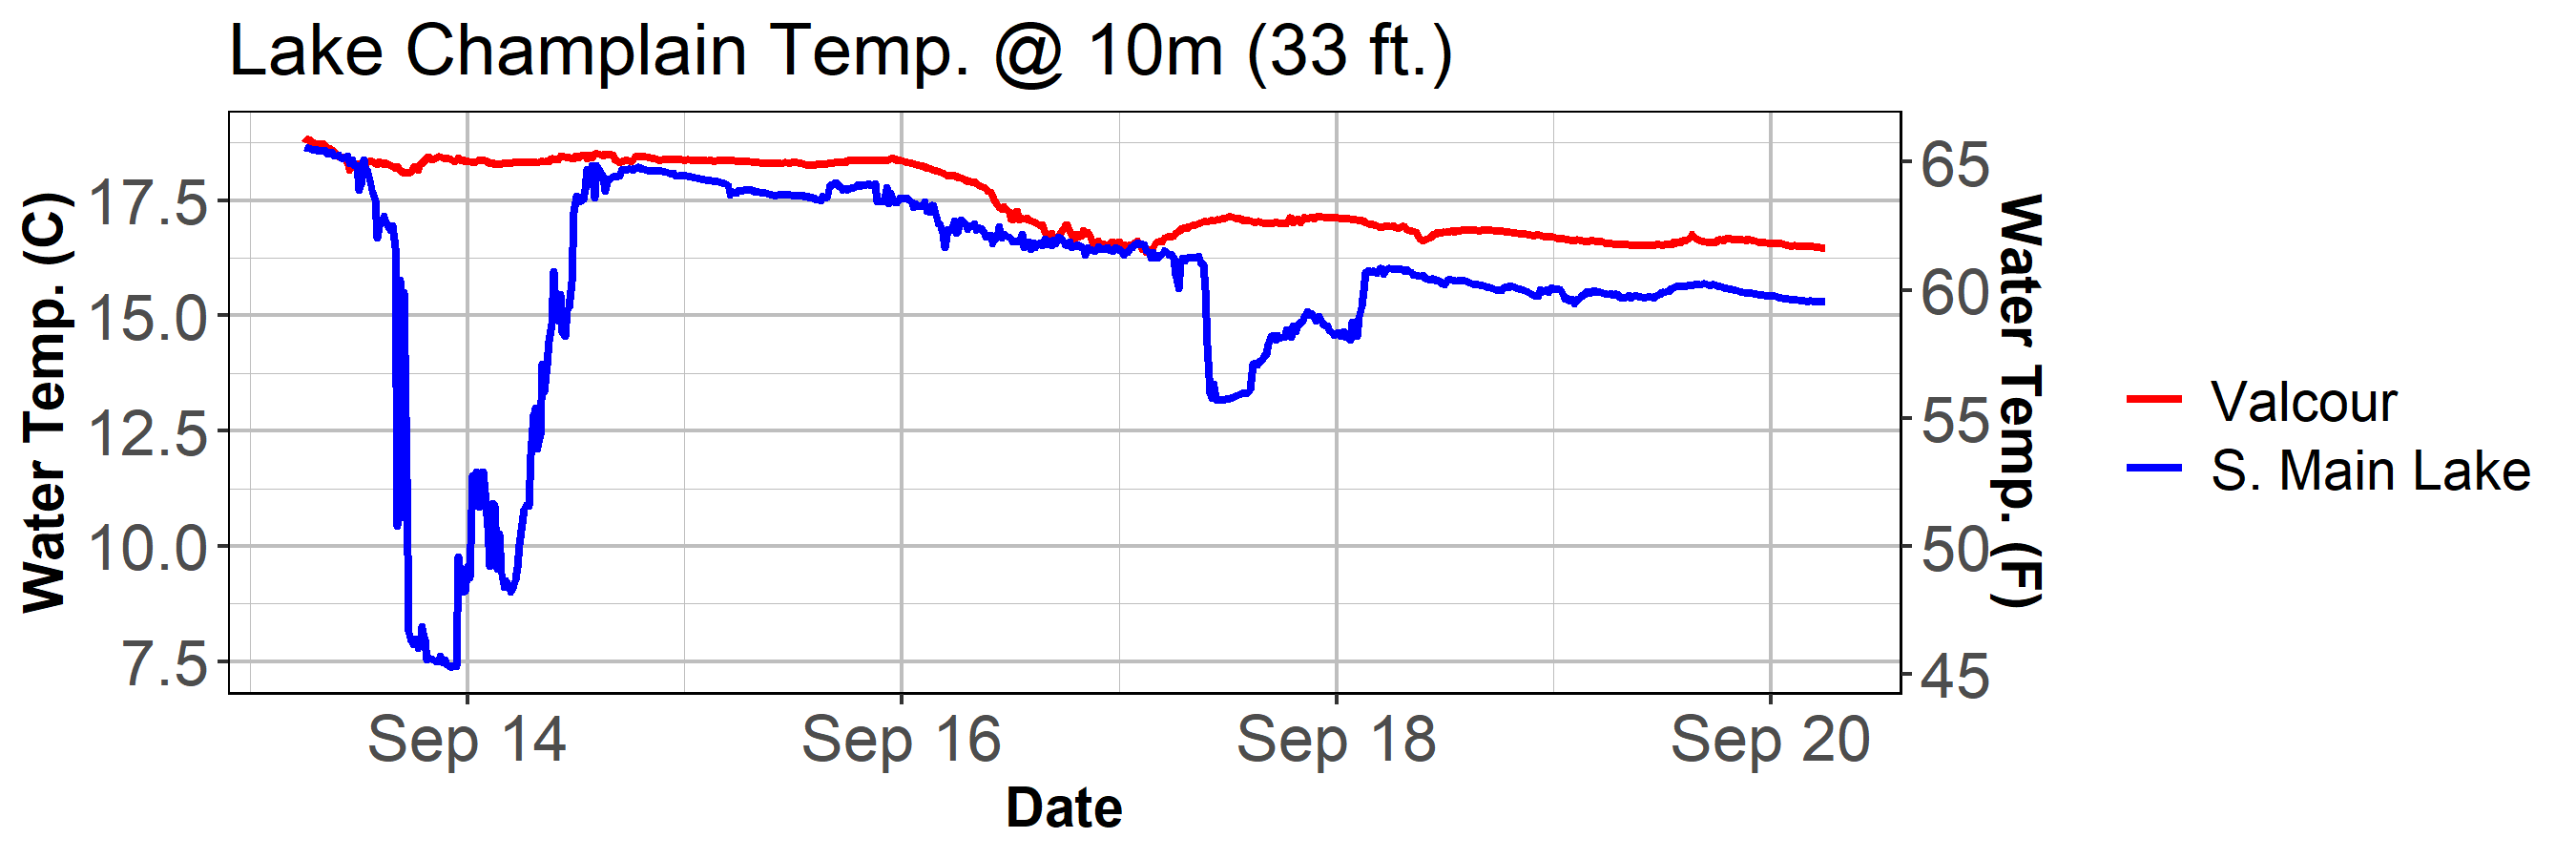 Lake Champlain Temp. @ 10m (33 ft.)
Water Temp. (C)
17.5
15.0
12.5
10.0
7.5
65
60
55
50
45
Water Temp. (F)
Sep 14
Sep 16
Sep 18
Sep 20
Date
Valcour
S. Main Lake